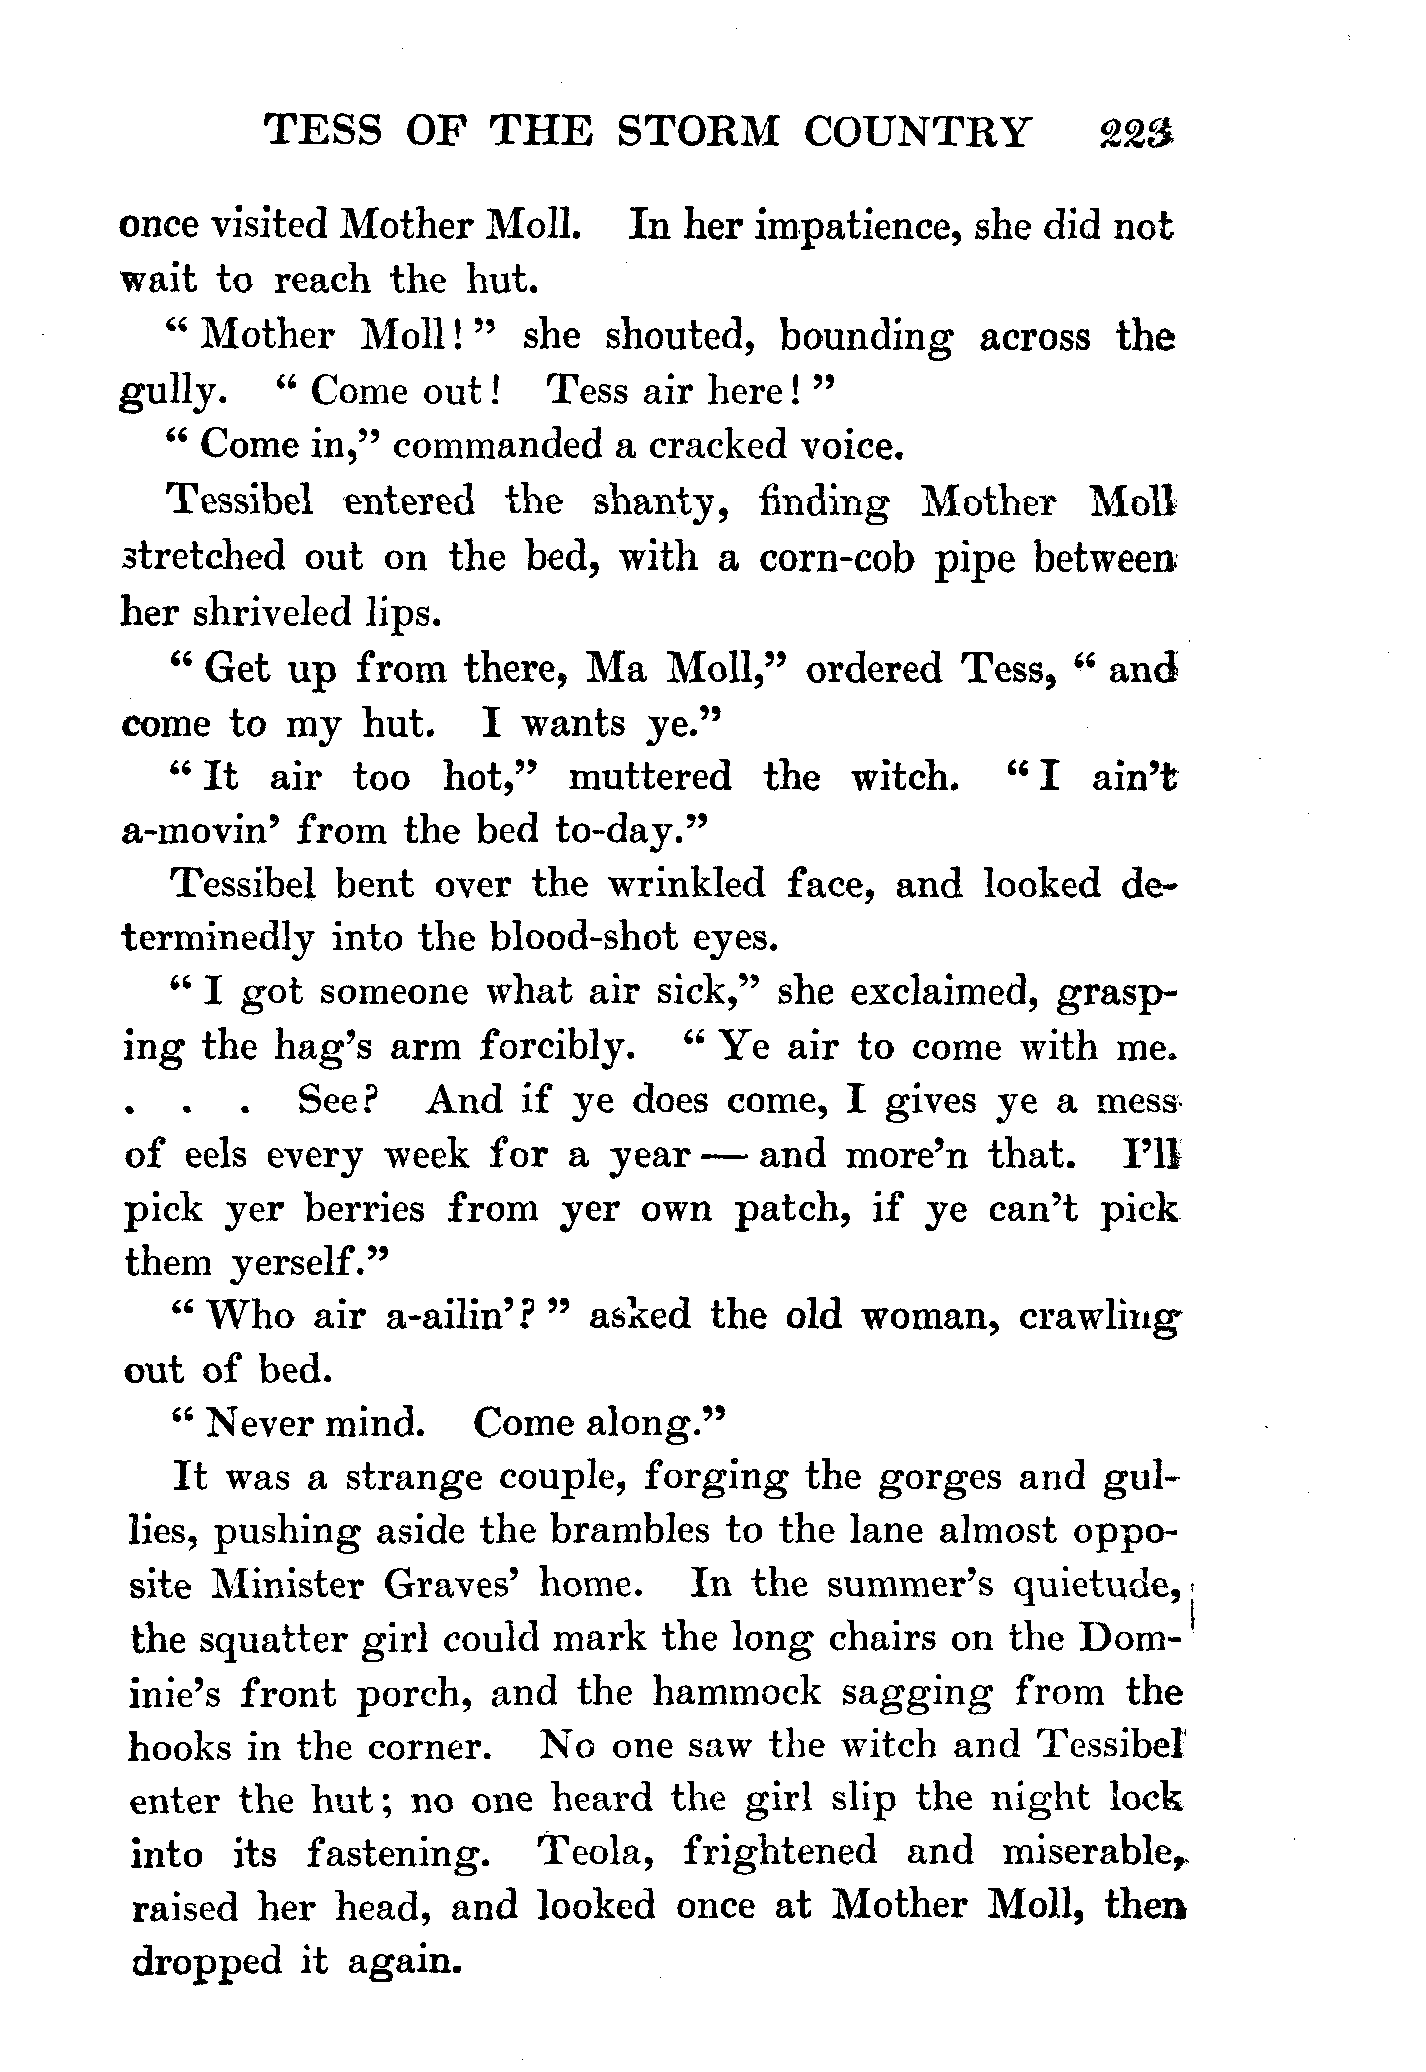 TESS OF THE STORM COUNTRY 223
once visited Mother Moll. In her impatience, she did not
wait to reach the hut.
“ Mother Moll! ” she shouted, bounding across the
gully. “ Come out! Tess air here! ”
“ Come in,” commanded a cracked voice.
Tessibel entered the shanty, finding Mother Moll
stretched out on the bed, with a corn-cob pipe between
her shriveled lips.
“ Get up from there, Ma Moll,” ordered Tess, “ and
come to my hut. I wants ye.”
“ It air too hot,” muttered the witch. “ I ain’t
a-movin’ from the bed to-day.”
Tessibel bent over the wrinkled face, and looked de-
terminedly into the blood-shot eyes.
“ I got someone what air sick,” she exclaimed, grasp-
ing the hag’s arm forcibly. “ Ye air to come with me.
. . . See? And if ye does come, I gives ye a mess
of eels every week for a year — and more’n that. I’ll
pick yer berries from yer own patch, if ye can’t pick
them yerself.”
“ Who air a-ailin’? ” asked the old woman, crawling
out of bed.
“ Never mind. Come along.”
It was a strange couple, forging the gorges and gul-
lies, pushing aside the brambles to the lane almost oppo-
site Minister Graves’ home. In the summer’s quietude,
the squatter girl could mark the long chairs on the Dom-
inie’s front porch, and the hammock sagging from the
hooks in the corner. No one saw the witch and Tessibel
enter the hut; no one heard the girl slip the night lock
into its fastening. Teola, frightened and miserable,
raised her head, and looked once at Mother Moll, then
dropped it again.